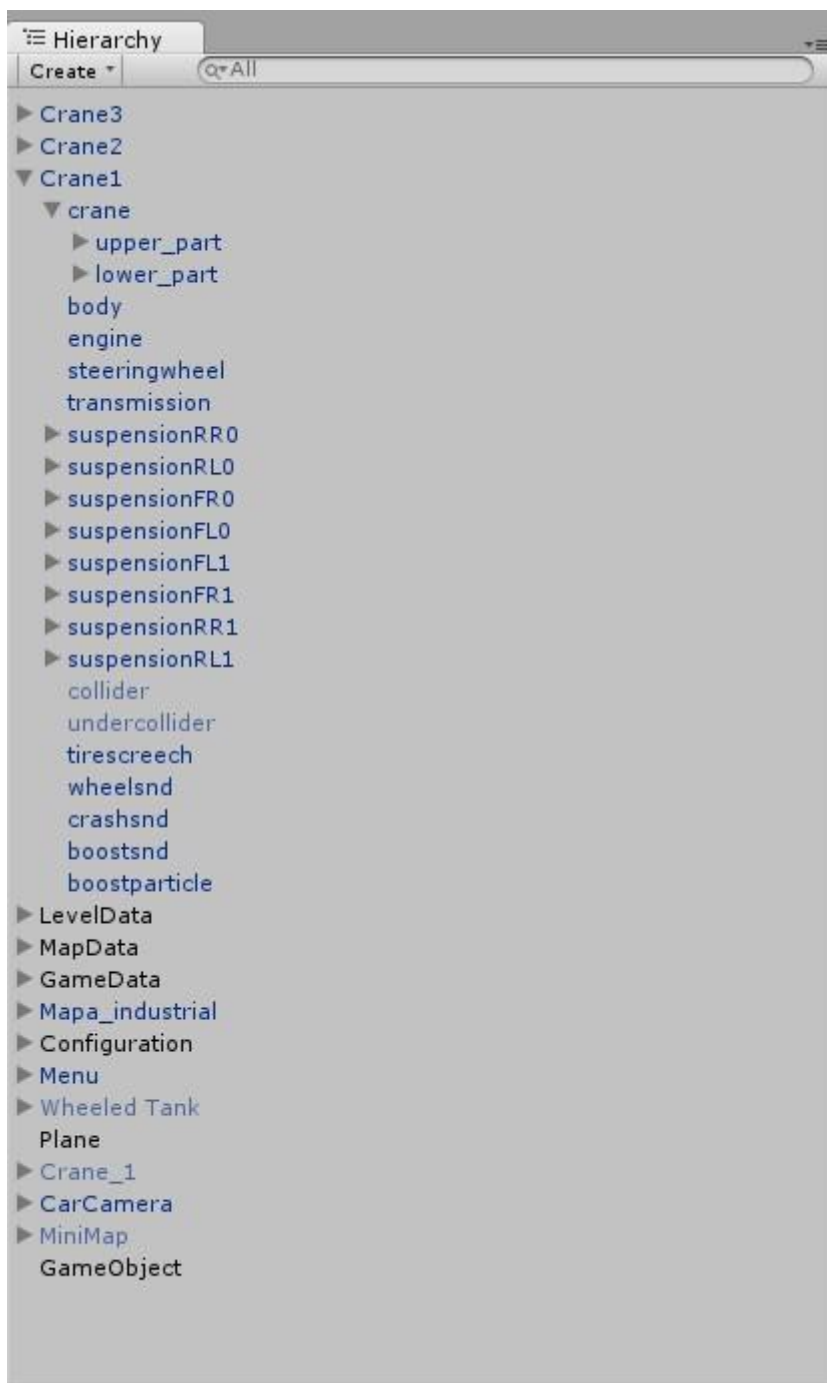 Hierarchy
Create All
Crane3
Crane2
Crane1
crane
upper_part
lower_part
body
engine
steeringwheel
transmission
suspensionRR0
suspensionRL0
suspensionFR0
suspensionFL0
suspensionFL1
suspensionFR1
suspensionRR1
suspensionRL1
collider
undercollider
tirescreech
wheelsnd
crashsnd
boostsnd
boostparticle
LevelData
MapData
GameData
Mapa_industrial
Configuration
Menu
Wheeled Tank
Plane
Crane_1
CarCamera
MiniMap
GameObject